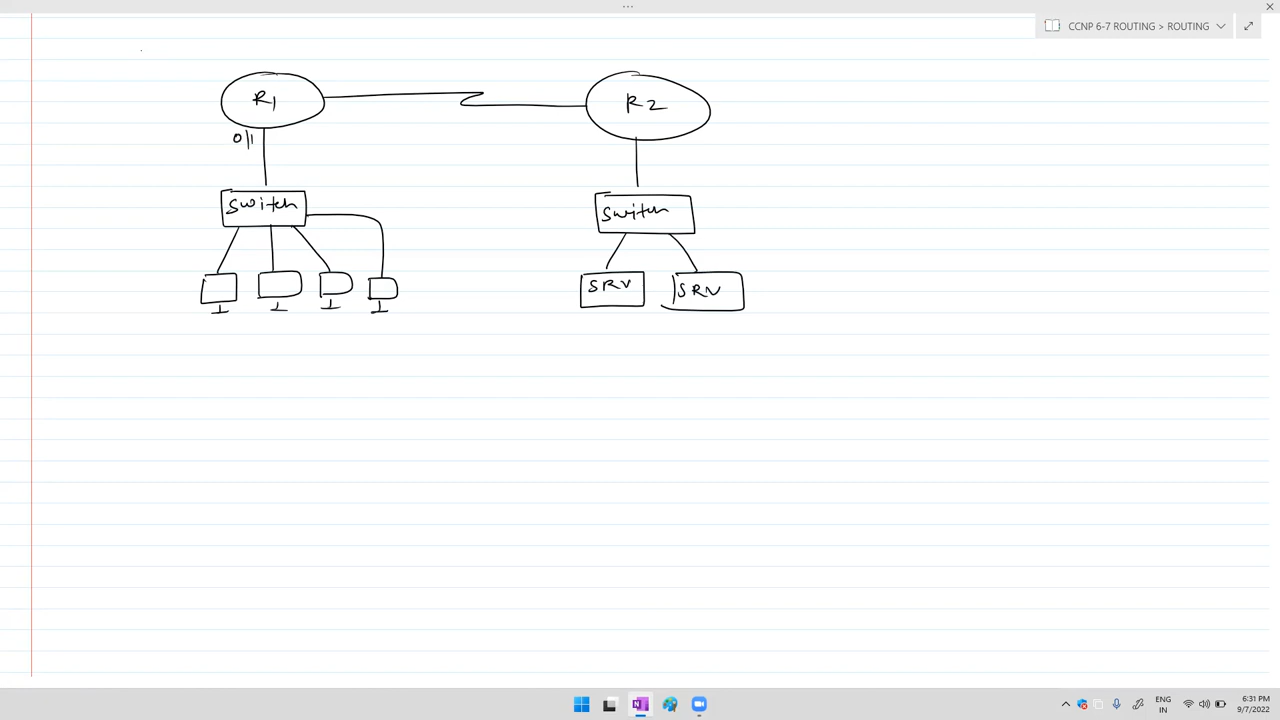 CCNP 6-7 ROUTING > ROUTING
R1
R2
0/1
Switch
Switch
SRV
SRV
ENG
IN
6:31 PM
9/7/2022